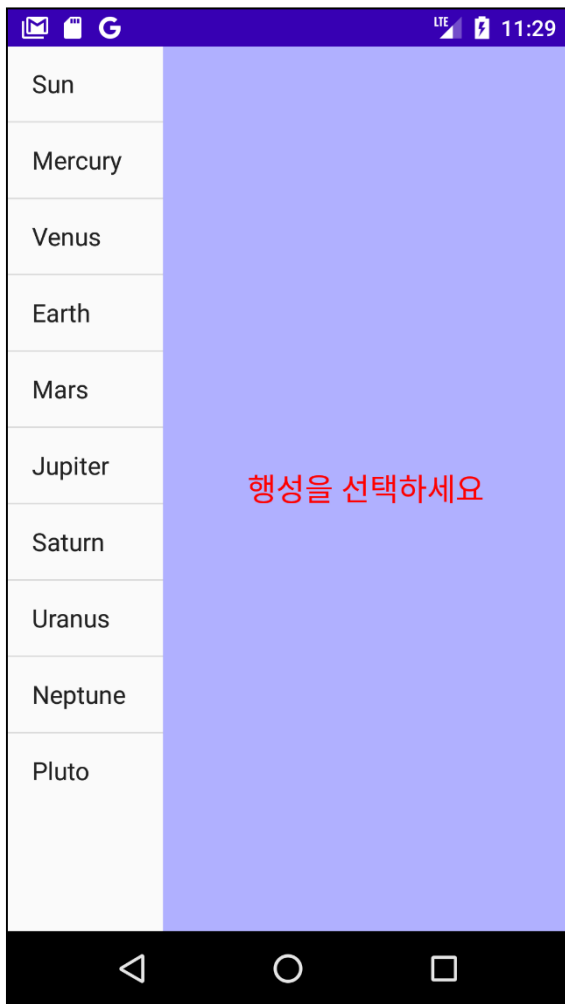 LTE 11:29
Sun
Mercury
Venus
Earth
Mars
Jupiter
행성을 선택하세요
Saturn
Uranus
Neptune
Pluto